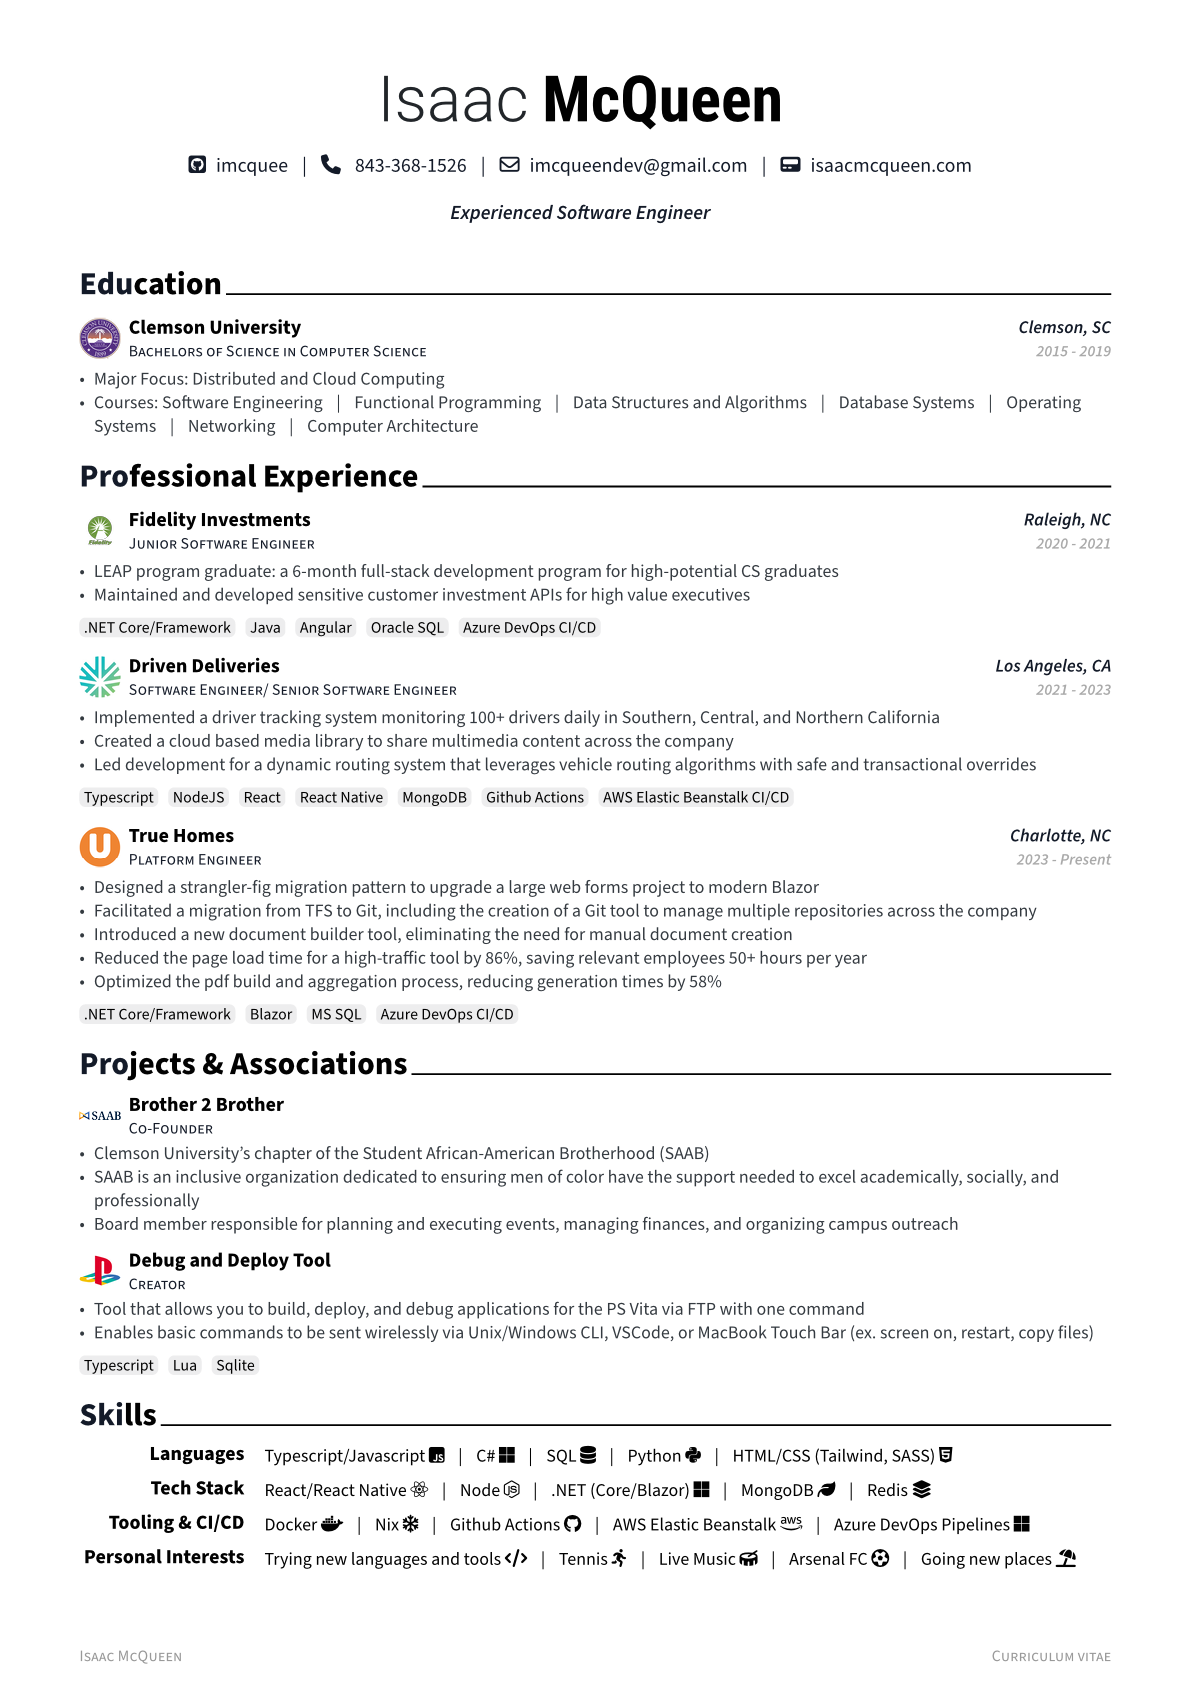 Isaac McQueen
imcquee | 843-368-1526 | imcqueendev@gmail.com | isaacmcqueen.com
Experienced Software Engineer
Education
Clemson University Clemson, SC
Bachelors of Science in Computer Science 2015 - 2019
• Major Focus: Distributed and Cloud Computing
• Courses: Software Engineering | Functional Programming | Data Structures and Algorithms | Database Systems | Operating
Systems | Networking | Computer Architecture
Professional Experience
Fidelity
Fidelity Investments Raleigh, NC
Junior Software Engineer 2020 - 2021
• LEAP program graduate: a 6-month full-stack development program for high-potential CS graduates
• Maintained and developed sensitive customer investment APIs for high value executives
.NET Core/Framework Java Angular Oracle SQL Azure DevOps CI/CD
Driven Deliveries Los Angeles, CA
Software Engineer/ Senior Software Engineer 2021 - 2023
• Implemented a driver tracking system monitoring 100+ drivers daily in Southern, Central, and Northern California
• Created a cloud based media library to share multimedia content across the company
• Led development for a dynamic routing system that leverages vehicle routing algorithms with safe and transactional overrides
Typescript NodeJS React React Native MongoDB Github Actions AWS Elastic Beanstalk CI/CD
True Homes Charlotte, NC
Platform Engineer 2023 - Present
• Designed a strangler-fig migration pattern to upgrade a large web forms project to modern Blazor
• Facilitated a migration from TFS to Git, including the creation of a Git tool to manage multiple repositories across the company
• Introduced a new document builder tool, eliminating the need for manual document creation
• Reduced the page load time for a high-traffic tool by 86%, saving relevant employees 50+ hours per year
• Optimized the pdf build and aggregation process, reducing generation times by 58%
.NET Core/Framework Blazor MS SQL Azure DevOps CI/CD
Projects & Associations
SAAB
Brother 2 Brother
Co-Founder
• Clemson University’s chapter of the Student African-American Brotherhood (SAAB)
• SAAB is an inclusive organization dedicated to ensuring men of color have the support needed to excel academically, socially, and
professionally
• Board member responsible for planning and executing events, managing finances, and organizing campus outreach
Debug and Deploy Tool
Creator
• Tool that allows you to build, deploy, and debug applications for the PS Vita via FTP with one command
• Enables basic commands to be sent wirelessly via Unix/Windows CLI, VSCode, or MacBook Touch Bar (ex. screen on, restart, copy files)
Typescript Lua Sqlite
Skills
Languages Typescript/Javascript JS | C# | SQL | Python | HTML/CSS (Tailwind, SASS)
Tech Stack React/React Native | Node | .NET (Core/Blazor) | MongoDB | Redis
Tooling & CI/CD Docker | Nix | Github Actions | AWS Elastic Beanstalk aws | Azure DevOps Pipelines
Personal Interests Trying new languages and tools | Tennis | Live Music | Arsenal FC | Going new places
Isaac McQueen Curriculum vitae